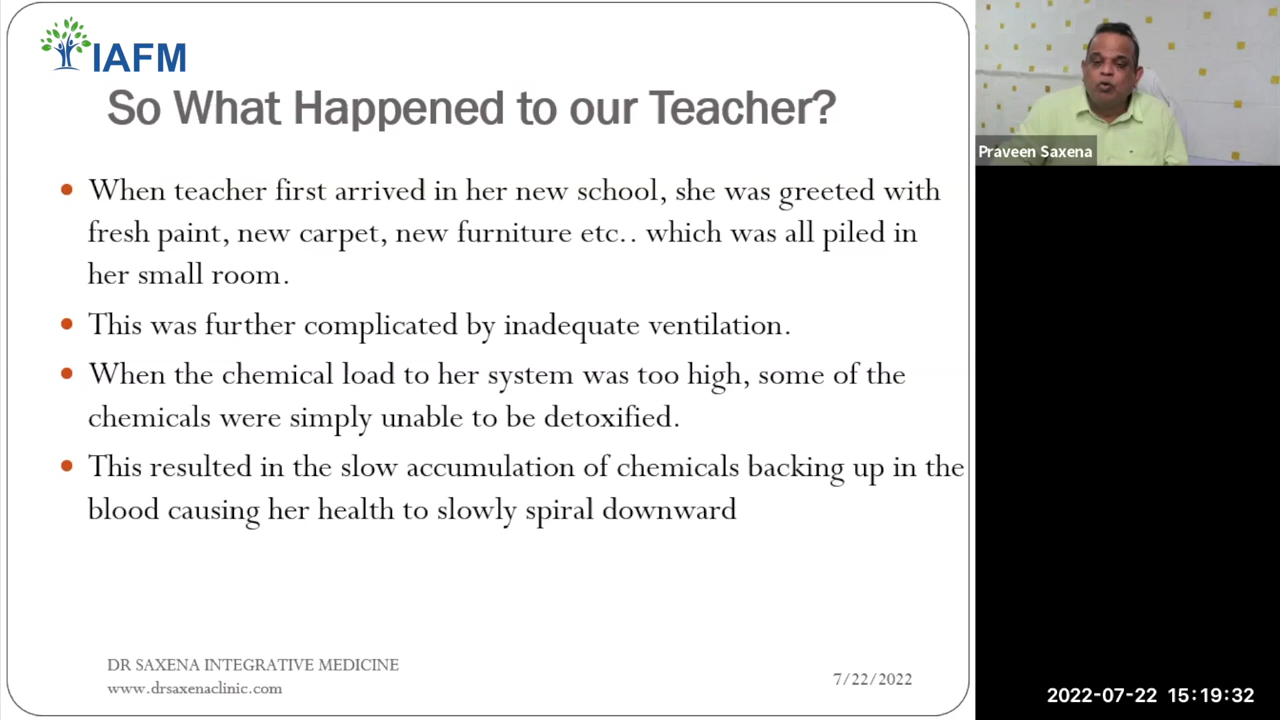 IAFM
So What Happened to our Teacher?
Praveen Saxena
• When teacher first arrived in her new school, she was greeted with
fresh paint, new carpet, new furniture etc.. which was all piled in
her small room.
• This was further complicated by inadequate ventilation.
• When the chemical load to her system was too high, some of the
chemicals were simply unable to be detoxified.
• This resulted in the slow accumulation of chemicals backing up in the
blood causing her health to slowly spiral downward
DR SAXENA INTEGRATIVE MEDICINE
www.drsaxenaclinic.com
7/22/2022
2022-07-22 15:19:32